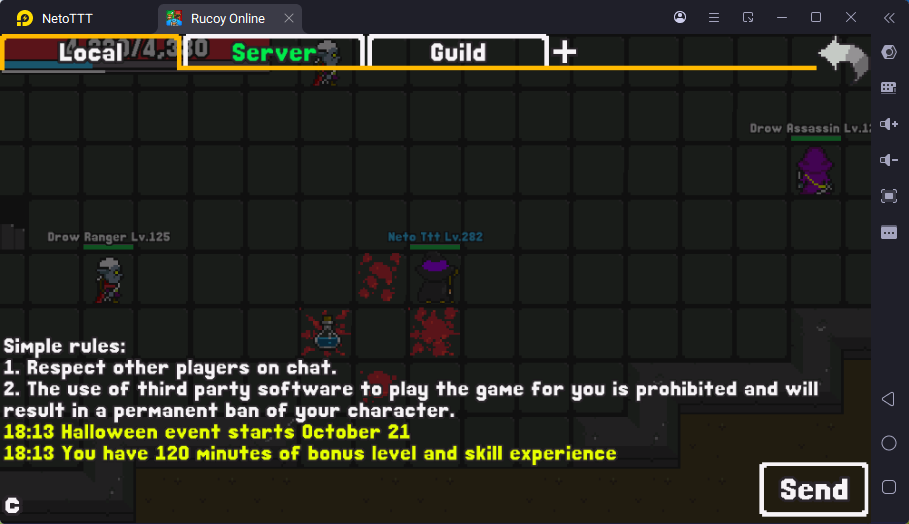 NetoTTT
Rucoy Online
Local
Server
Guild
Drow Assassin Lv.12
Drow Ranger Lv.125
Neto Ttt Lv.282
Simple rules:
1. Respect other players on chat.
2. The use of third party software to play the game for you is prohibited and will
result in a permanent ban of your character.
18:13 Halloween event starts October 21
18:13 You have 120 minutes of bonus level and skill experience
C
Send